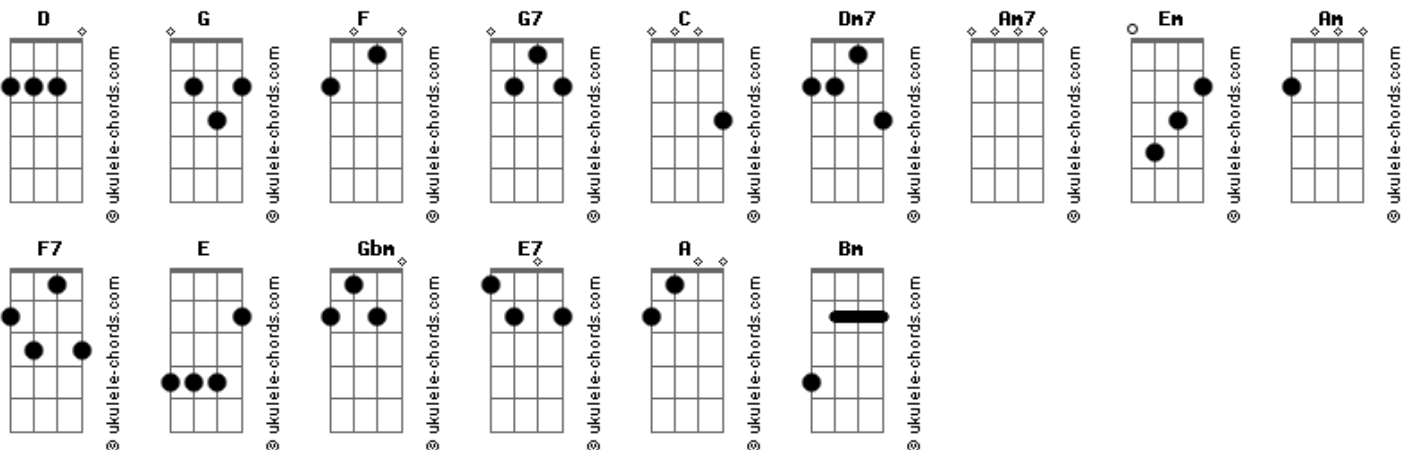 D G F G7 C Dm7 Am7 Em Am
© ukulele-chords.com © ukulele-chords.com © ukulele-chords.com © ukulele-chords.com © ukulele-chords.com © ukulele-chords.com © ukulele-chords.com © ukulele-chords.com © ukulele-chords.com
F7 E Gbm E7 A Bm
© ukulele-chords.com © ukulele-chords.com © ukulele-chords.com © ukulele-chords.com © ukulele-chords.com © ukulele-chords.com